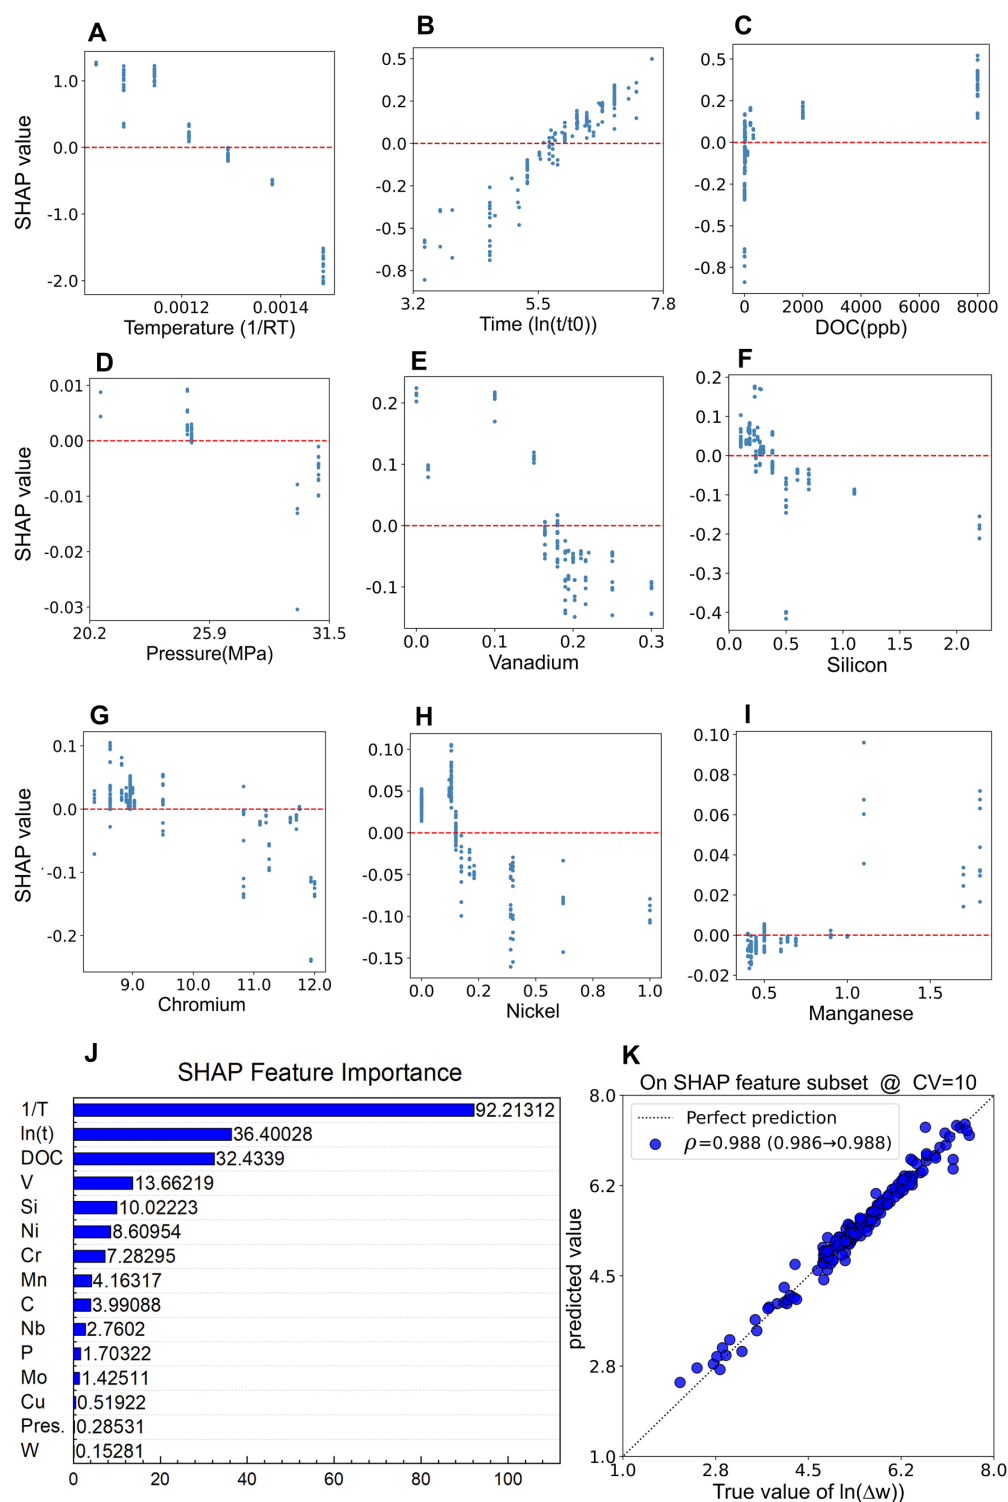 A
SHAP value
1.0
0.0
-1.0
-2.0
0.0012
0.0014
Temperature (1/RT)
B
0.5
0.2
0.0
-0.2
-0.5
-0.8
3.2
5.5
7.8
Time (ln(t/t0))
C
0.5
0.2
0.0
-0.2
-0.5
-0.8
0
2000
4000
6000
8000
DOC(ppb)
D
SHAP value
0.01
0.00
-0.01
-0.02
-0.03
20.2
25.9
31.5
Pressure(MPa)
E
0.2
0.1
0.0
-0.1
0.0
0.1
0.2
0.3
Vanadium
F
0.2
0.1
0.0
-0.1
-0.2
-0.3
-0.4
0.0
0.5
1.0
1.5
2.0
Silicon
G
SHAP value
0.1
0.0
-0.1
-0.2
9.0
10.0
11.0
12.0
Chromium
H
0.10
0.05
0.00
-0.05
-0.10
-0.15
0.0
0.2
0.5
0.8
1.0
Nickel
I
0.10
0.08
0.06
0.04
0.02
0.00
-0.02
0.5
1.0
1.5
Manganese
J
SHAP Feature Importance
1/T 92.21312
ln(t) 36.40028
DOC 32.4339
V 13.66219
Si 10.02223
Ni 8.60954
Cr 7.28295
Mn 4.16317
C 3.99088
Nb 2.7602
P 1.70322
Mo 1.42511
Cu 0.51922
Pres. 0.28531
W 0.15281
0 20 40 60 80 100
K
On SHAP feature subset @ CV=10
Perfect prediction
ρ=0.988 (0.986→0.988)
predicted value
8.0
6.2
4.5
2.8
1.0
1.0 2.8 4.5 6.2 8.0
True value of ln(Δw))